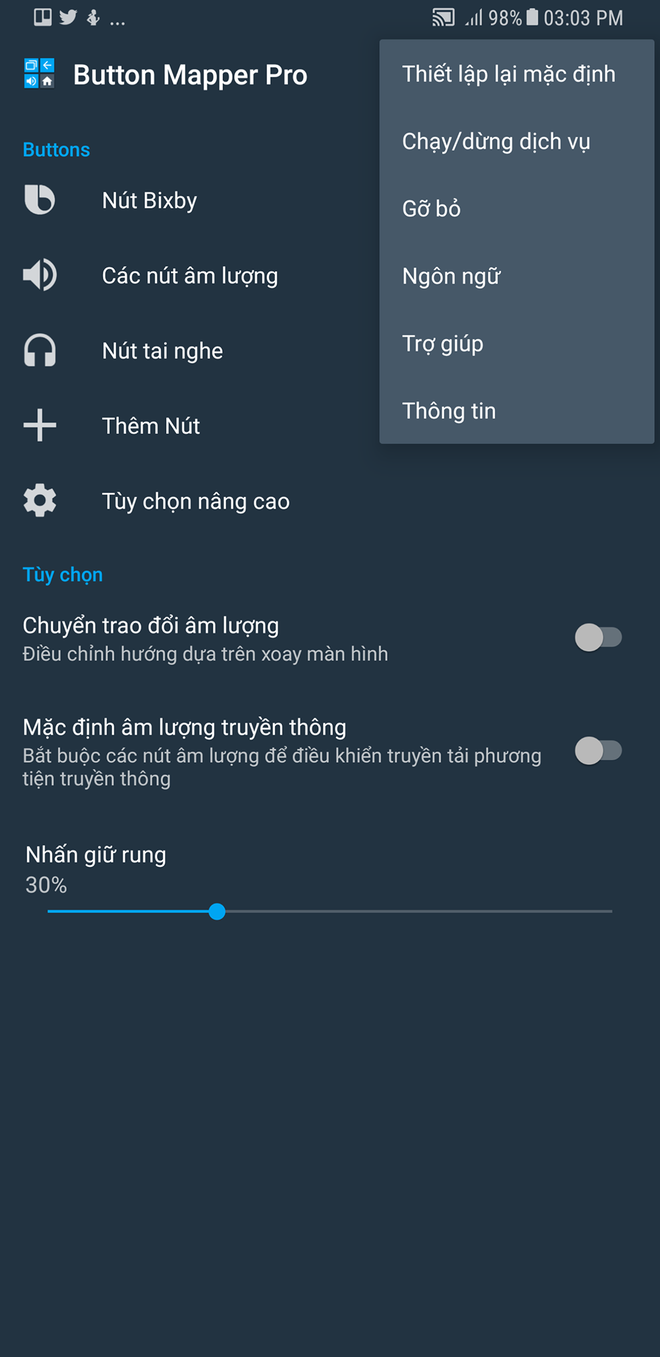 ... 98% 03:03 PM
Button Mapper Pro
Thiết lập lại mặc định
Chạy/dừng dịch vụ
Gỡ bỏ
Ngôn ngữ
Trợ giúp
Thông tin
Buttons
Nút Bixby
Các nút âm lượng
Nút tai nghe
Thêm Nút
Tùy chọn nâng cao
Tùy chọn
Chuyển trao đổi âm lượng
Điều chỉnh hướng dựa trên xoay màn hình
Mặc định âm lượng truyền thông
Bắt buộc các nút âm lượng để điều khiển truyền tải phương
tiện truyền thông
Nhấn giữ rung
30%